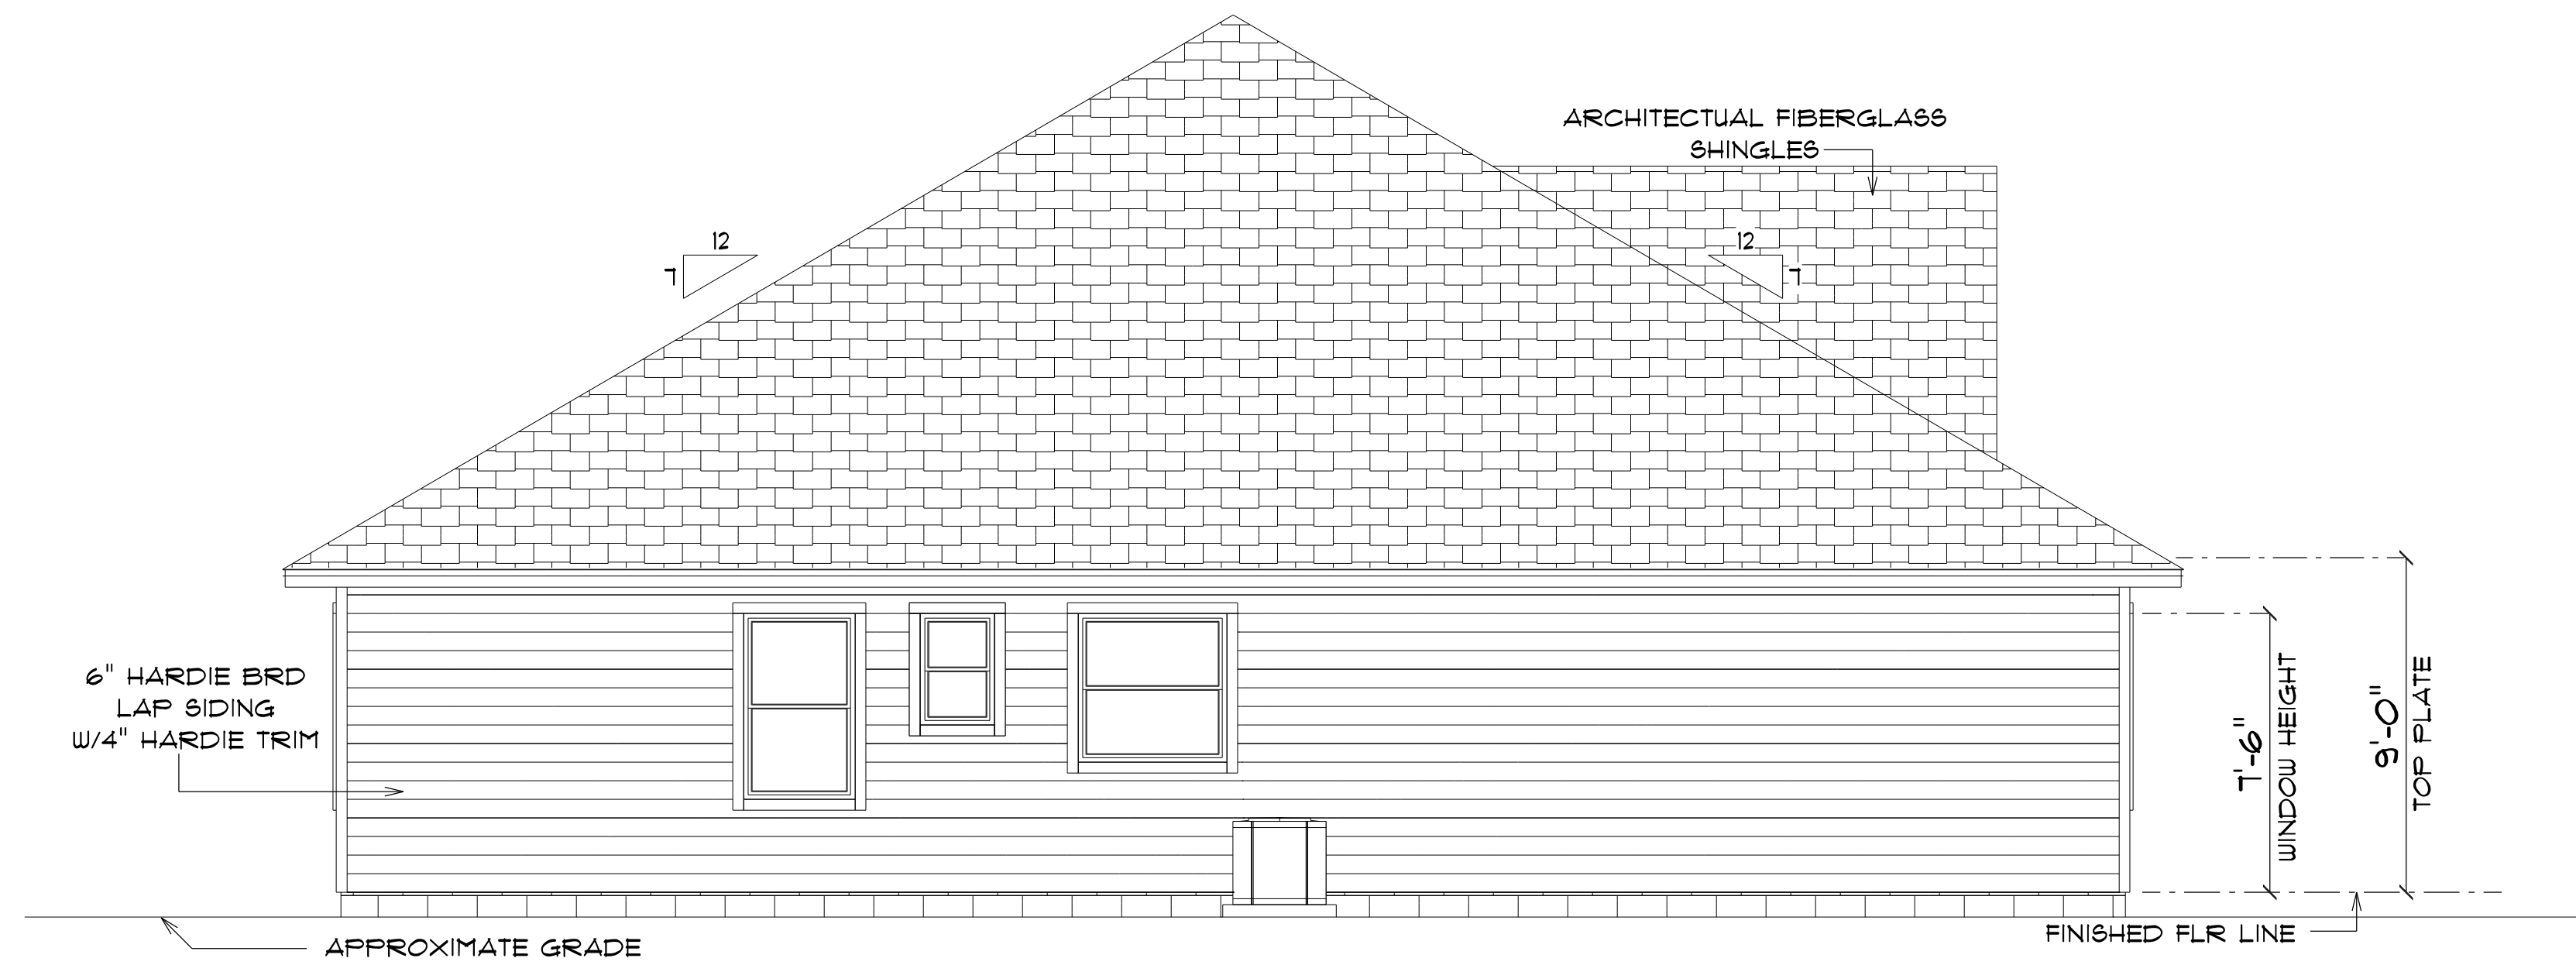 ARCHITECTUAL FIBERGLASS
SHINGLES
12
7
12
7
6" HARDIE BRD
LAP SIDING
W/4" HARDIE TRIM
7'-6"
WINDOW HEIGHT
9'-0"
TOP PLATE
APPROXIMATE GRADE
FINISHED FLR LINE